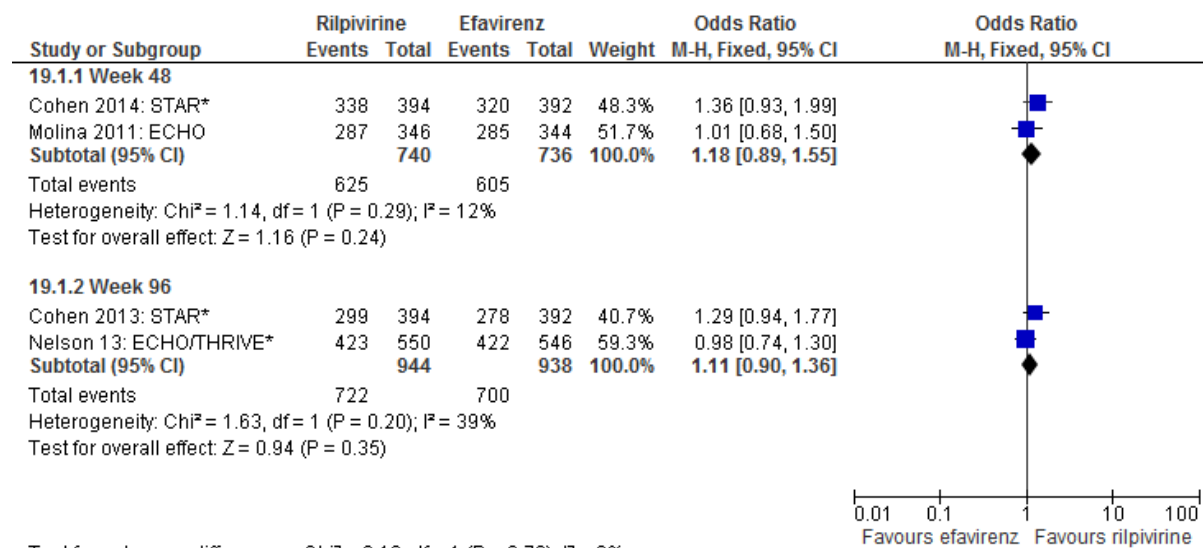 Rilpivirine Efavirenz Odds Ratio Odds Ratio
Study or Subgroup Events Total Events Total Weight M-H, Fixed, 95% CI M-H, Fixed, 95% CI
19.1.1 Week 48
Cohen 2014: STAR* 338 394 320 392 48.3% 1.36 [0.93, 1.99]
Molina 2011: ECHO 287 346 285 344 51.7% 1.01 [0.68, 1.50]
Subtotal (95% CI) 740 736 100.0% 1.18 [0.89, 1.55]
Total events 625 605
Heterogeneity: Chi² = 1.14, df = 1 (P = 0.29); I² = 12%
Test for overall effect: Z = 1.16 (P = 0.24)
19.1.2 Week 96
Cohen 2013: STAR* 299 394 278 392 40.7% 1.29 [0.94, 1.77]
Nelson 13: ECHO/THRIVE* 423 550 422 546 59.3% 0.98 [0.74, 1.30]
Subtotal (95% CI) 944 938 100.0% 1.11 [0.90, 1.36]
Total events 722 700
Heterogeneity: Chi² = 1.63, df = 1 (P = 0.20); I² = 39%
Test for overall effect: Z = 0.94 (P = 0.35)
0.01 0.1 1 10 100
Favours efavirenz Favours rilpivirine